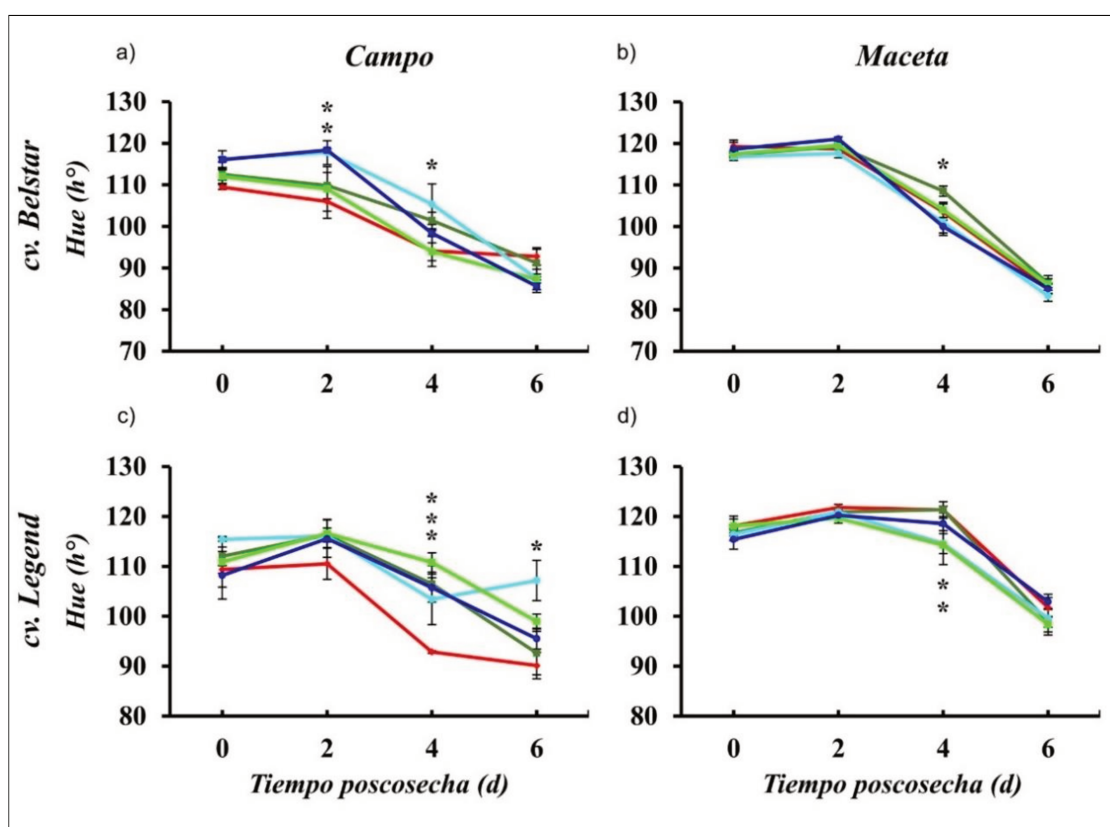 a) Campo b) Maceta
cv. Belstar
Hue (h°)
130 * 130
120 * * 120 *
110 110
100 100
90 90
80 80
70 70
0 2 4 6 0 2 4 6
c) d)
cv. Legend
Hue (h°)
130 * 130
120 * 120
110 * * 110
100 100 *
90 90 *
80 80
0 2 4 6 0 2 4 6
Tiempo poscosecha (d) Tiempo poscosecha (d)